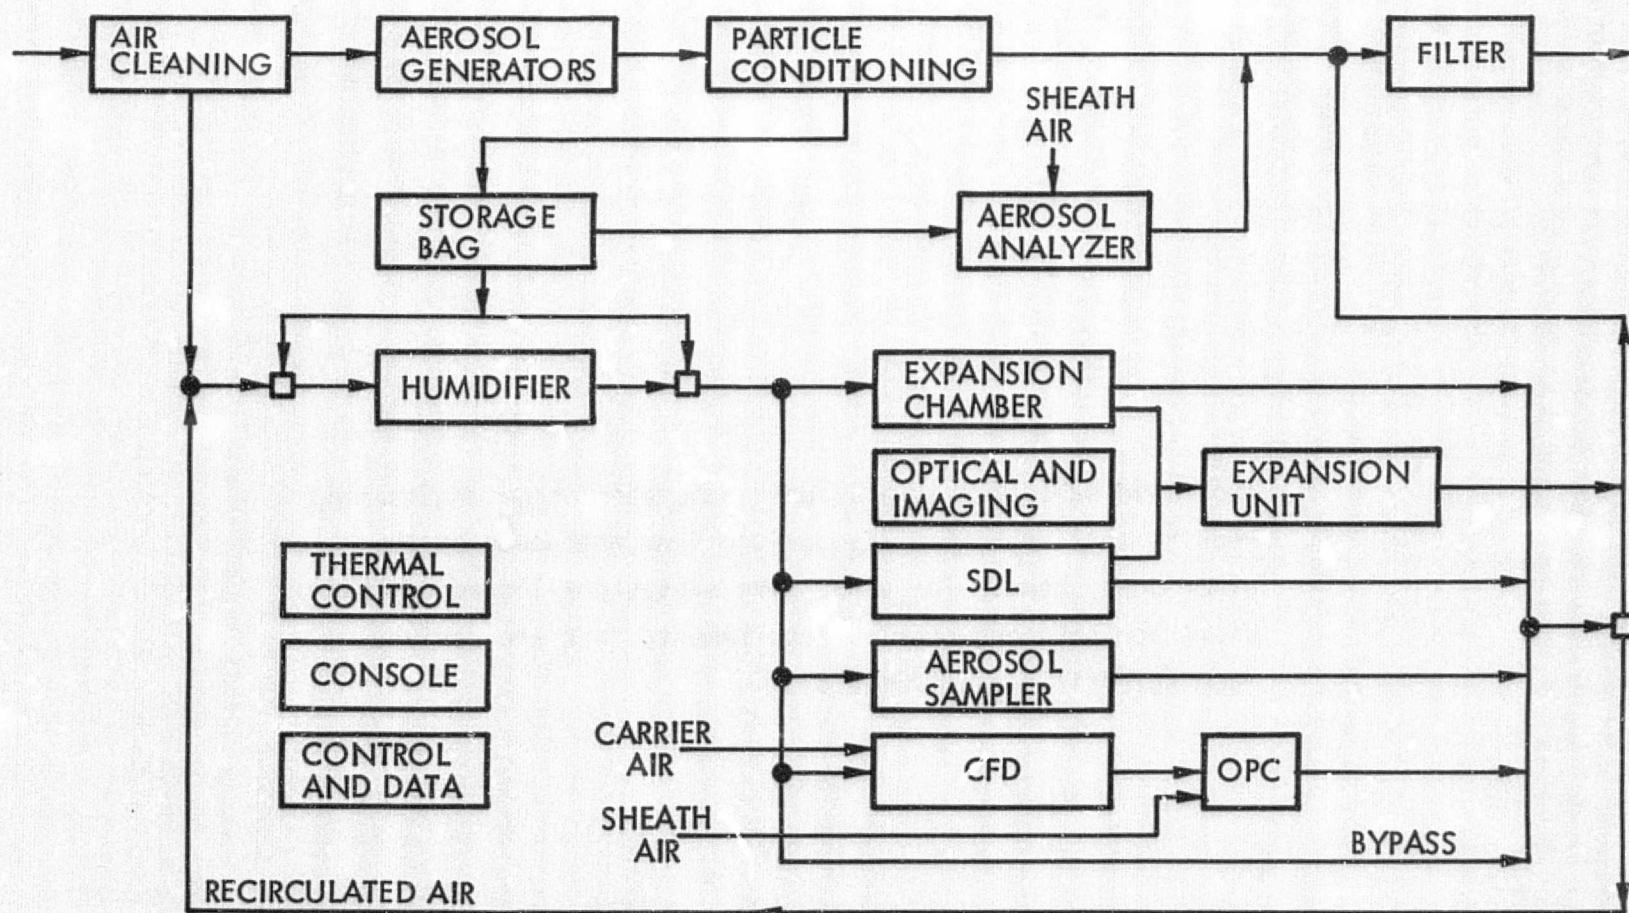 AIR
CLEANING
AEROSOL
GENERATORS
PARTICLE
CONDITIONING
FILTER
SHEATH
AIR
STORAGE
BAG
AEROSOL
ANALYZER
HUMIDIFIER
EXPANSION
CHAMBER
OPTICAL AND
IMAGING
EXPANSION
UNIT
THERMAL
CONTROL
SDL
CONSOLE
AEROSOL
SAMPLER
CONTROL
AND DATA
CARRIER
AIR
CFD
OPC
SHEATH
AIR
BYPASS
RECIRCULATED AIR